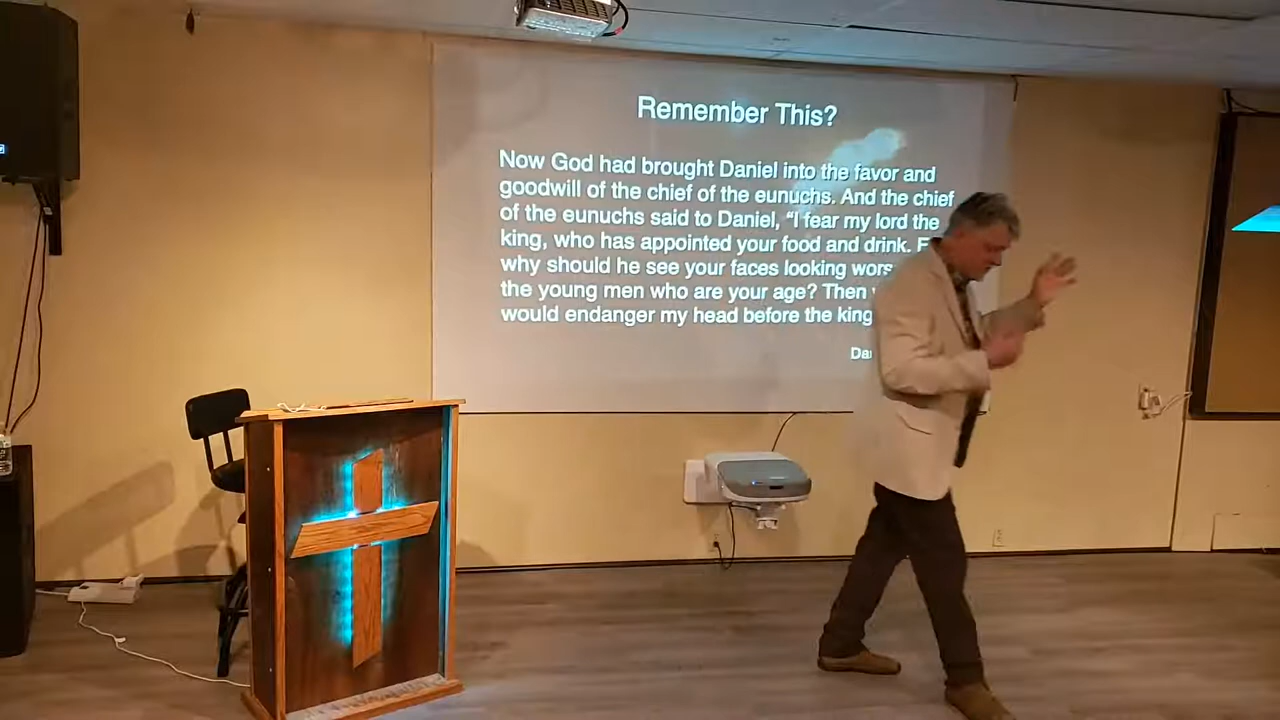 Remember This?
Now God had brought Daniel into the favor and
goodwill of the chief of the eunuchs. And the chief
of the eunuchs said to Daniel, “I fear my lord the
king, who has appointed your food and drink.
why should he see your faces looking
the young men who are your age? Then
would endanger my head before the king